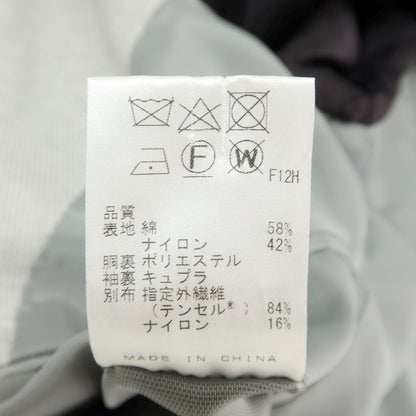 F W F12H
品質
表地 綿 58%
ナイロン 42%
胴裏 ポリエステル
袖裏 キュプラ
別布 指定外繊維
(テンセル®) 84%
ナイロン 16%
MADE IN CHINA